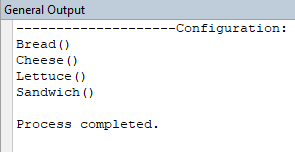 General Output
--------------------Configuration:
Bread()
Cheese()
Lettuce()
Sandwich()
Process completed.